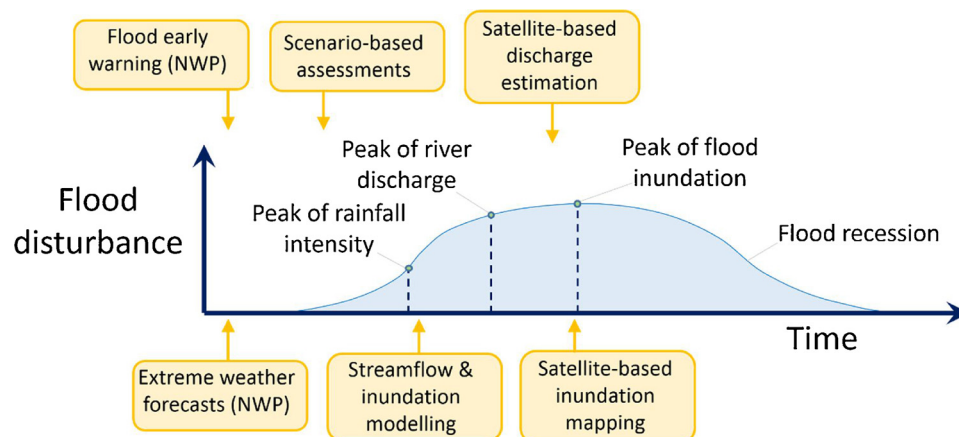 Flood early
warning (NWP)
Scenario-based
assessments
Satellite-based
discharge
estimation
Flood
disturbance
Peak of rainfall
intensity
Peak of river
discharge
Peak of flood
inundation
Flood recession
Time
Extreme weather
forecasts (NWP)
Streamflow &
inundation
modelling
Satellite-based
inundation
mapping